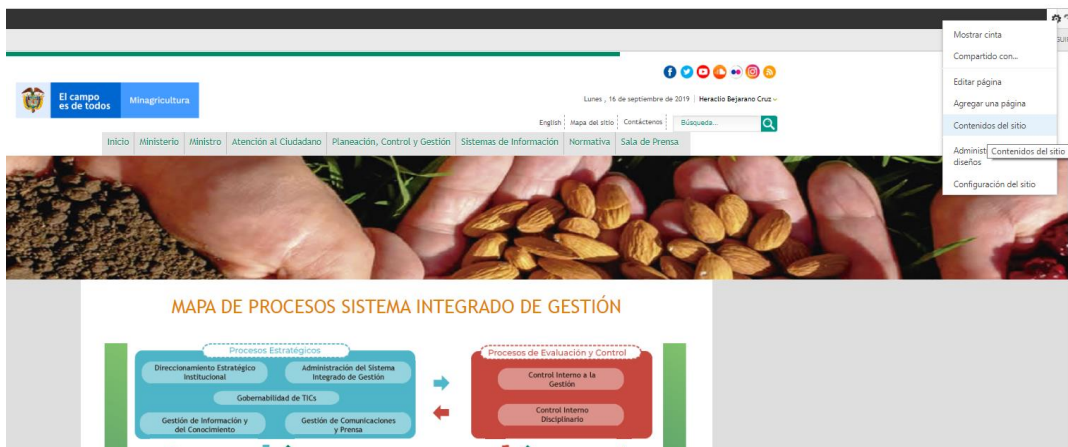 Mostrar cinta
Compartido con...
Editar página
Agregar una página
Contenidos del sitio
Contenidos del sitio
diseños
Configuración del sitio
El campo
es de todos
Minagricultura
Lunes , 16 de septiembre de 2019 | Heraclio Bejarano Cruz
English | Mapa del sitio | Contáctenos | Búsqueda...
Inicio Ministerio Ministro Atención al Ciudadano Planeación, Control y Gestión Sistemas de Información Normativa Sala de Prensa
MAPA DE PROCESOS SISTEMA INTEGRADO DE GESTIÓN
Procesos Estratégicos
Direccionamiento Estratégico
Institucional
Administración del Sistema
Integrado de Gestión
Gobernabilidad de TICs
Gestión de Información y
del Conocimiento
Gestión de Comunicaciones
y Prensa
Procesos de Evaluación y Control
Control Interno a la
Gestión
Control Interno
Disciplinario